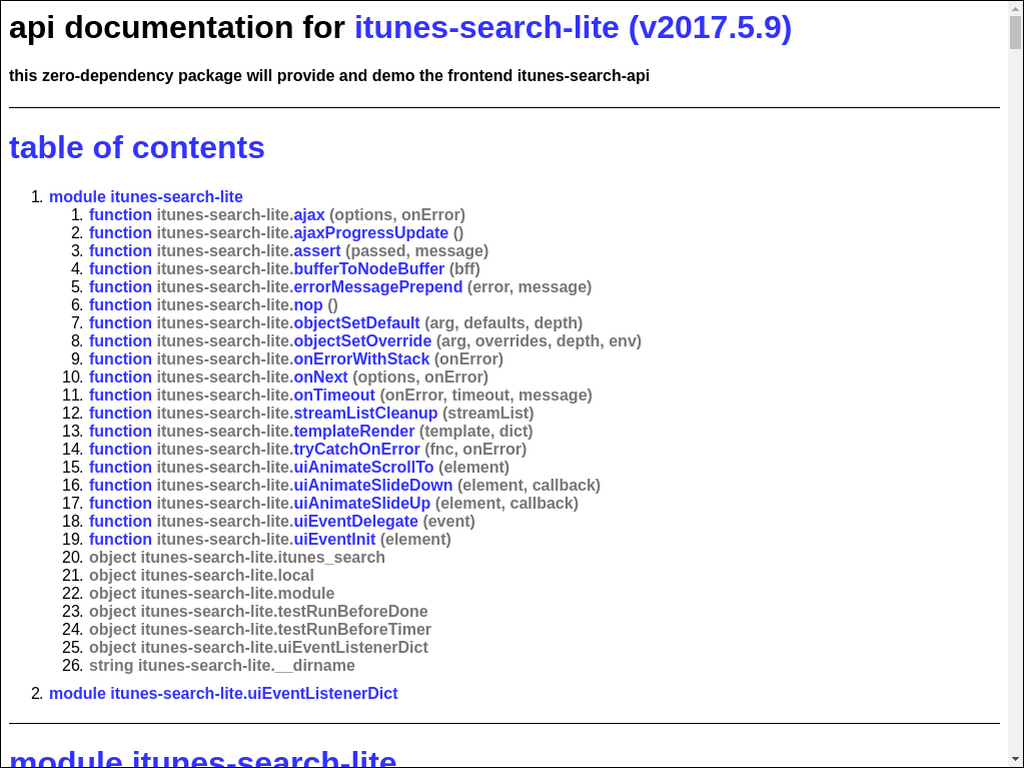 api documentation for itunes-search-lite (v2017.5.9)
this zero-dependency package will provide and demo the frontend itunes-search-api
table of contents
1. module itunes-search-lite
1. function itunes-search-lite.ajax (options, onError)
2. function itunes-search-lite.ajaxProgressUpdate ()
3. function itunes-search-lite.assert (passed, message)
4. function itunes-search-lite.bufferToNodeBuffer (bff)
5. function itunes-search-lite.errorMessagePrepend (error, message)
6. function itunes-search-lite.nop ()
7. function itunes-search-lite.objectSetDefault (arg, defaults, depth)
8. function itunes-search-lite.objectSetOverride (arg, overrides, depth, env)
9. function itunes-search-lite.onErrorWithStack (onError)
10. function itunes-search-lite.onNext (options, onError)
11. function itunes-search-lite.onTimeout (onError, timeout, message)
12. function itunes-search-lite.streamListCleanup (streamList)
13. function itunes-search-lite.templateRender (template, dict)
14. function itunes-search-lite.tryCatchOnError (fnc, onError)
15. function itunes-search-lite.uiAnimateScrollTo (element)
16. function itunes-search-lite.uiAnimateSlideDown (element, callback)
17. function itunes-search-lite.uiAnimateSlideUp (element, callback)
18. function itunes-search-lite.uiEventDelegate (event)
19. function itunes-search-lite.uiEventInit (element)
20. object itunes-search-lite.itunes_search
21. object itunes-search-lite.local
22. object itunes-search-lite.module
23. object itunes-search-lite.testRunBeforeDone
24. object itunes-search-lite.testRunBeforeTimer
25. object itunes-search-lite.uiEventListenerDict
26. string itunes-search-lite.__dirname
2. module itunes-search-lite.uiEventListenerDict
module itunes-search-lite